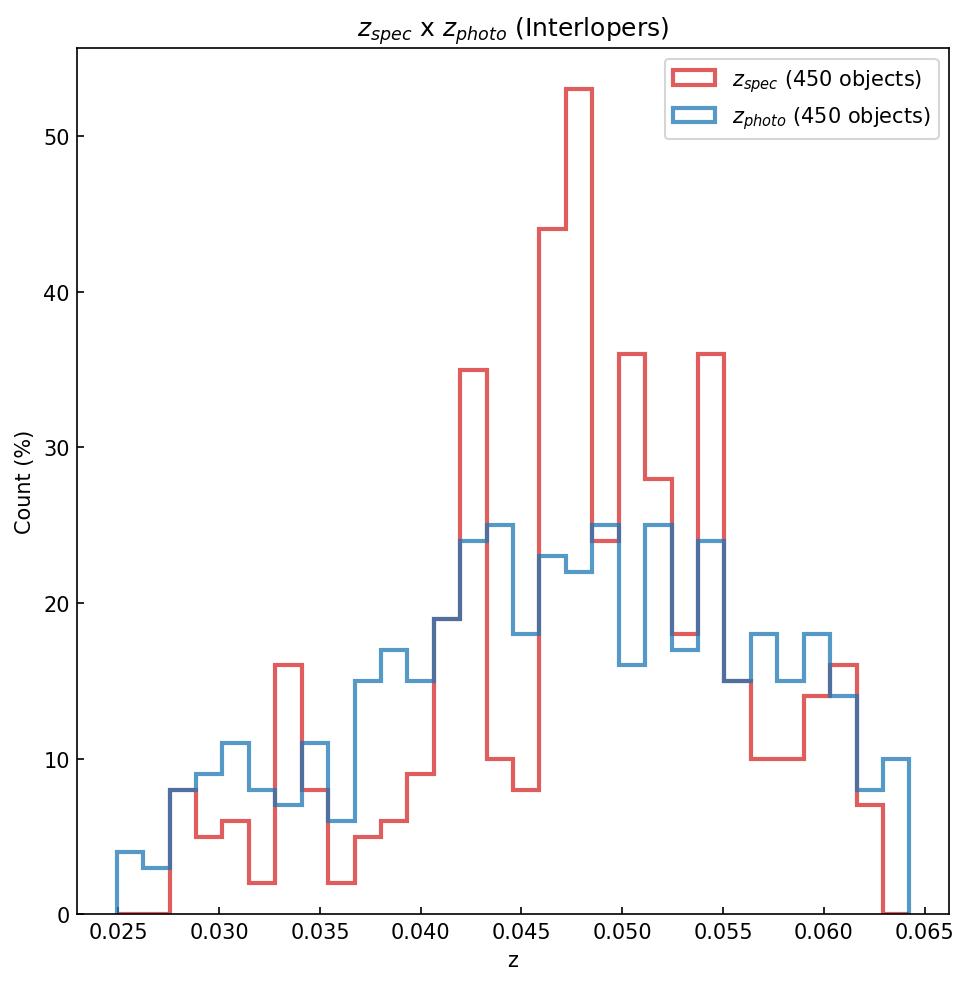 z_spec x z_photo (Interlopers)
z_spec (450 objects)
z_photo (450 objects)
Count (%)
50
40
30
20
10
0
0.025 0.030 0.035 0.040 0.045 0.050 0.055 0.060 0.065
z